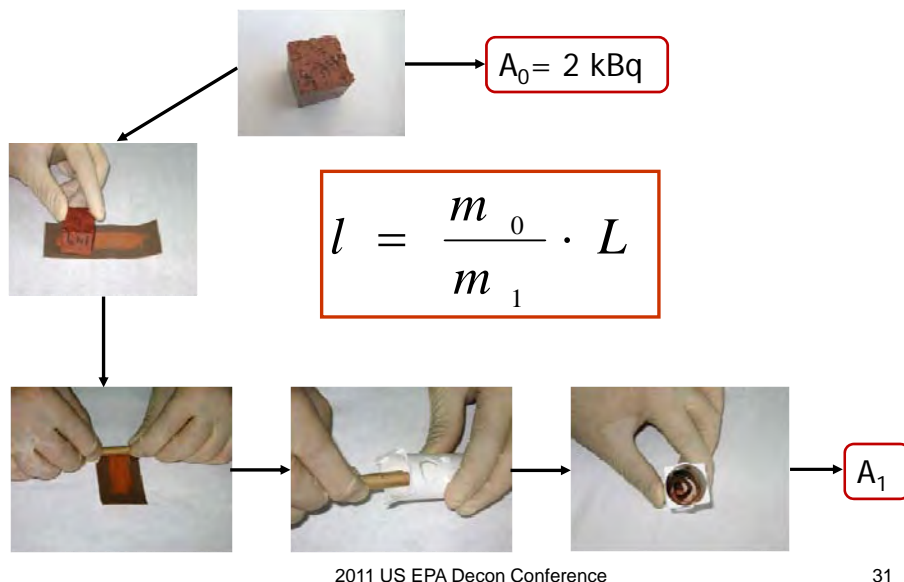 A₀= 2 kBq
l = m₀ / m₁ · L
A₁
2011 US EPA Decon Conference 31